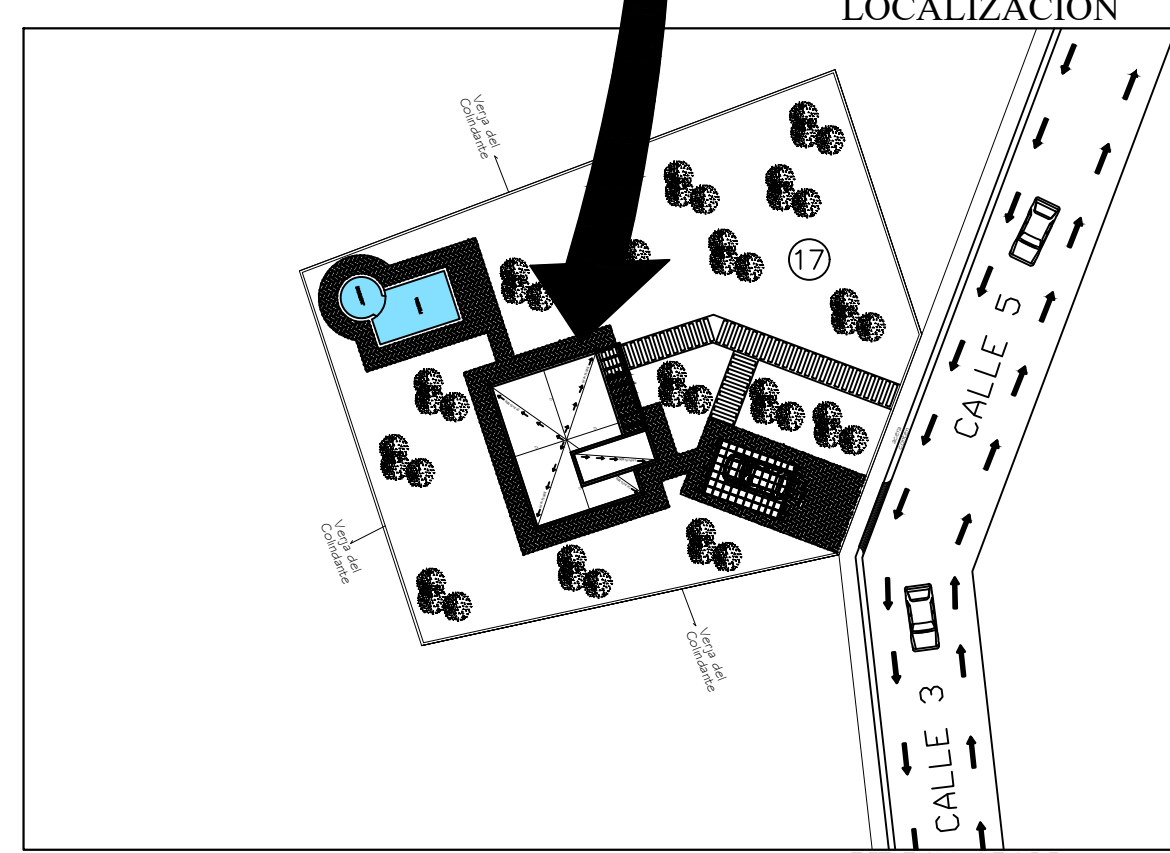 LOCALIZACION
Verja del
Colindante
17
CALLE 5
Verja del
Colindante
Verja del
Colindante
CALLE 3